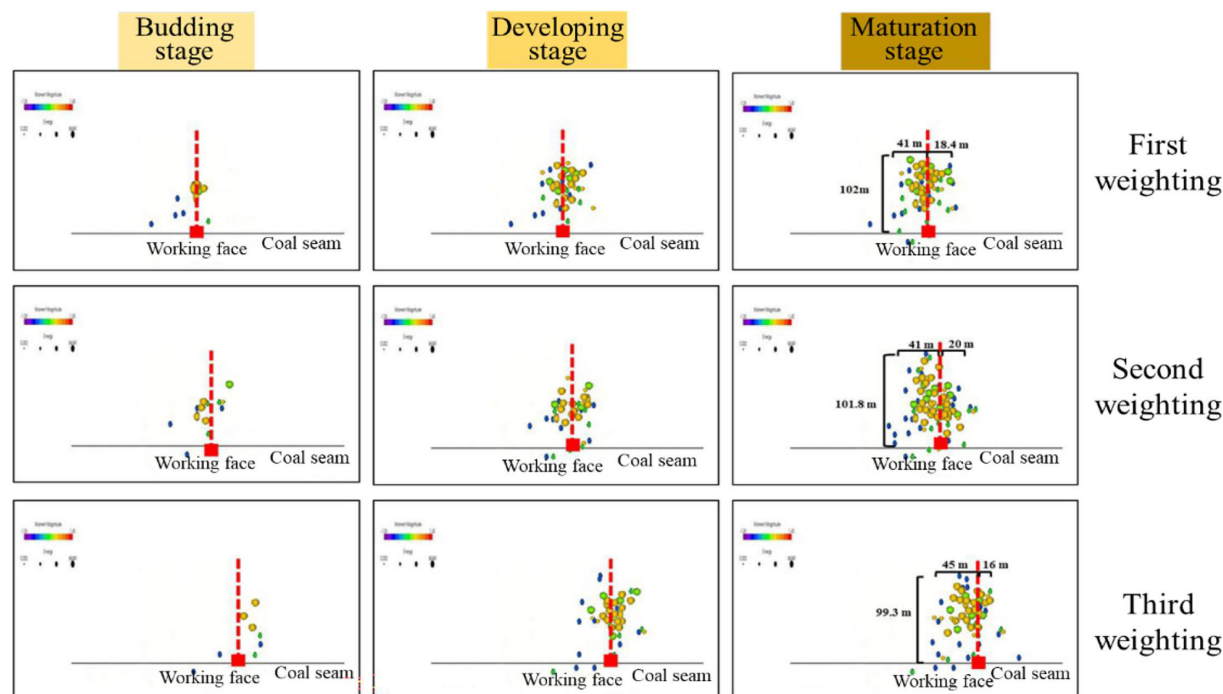 Budding
stage
Developing
stage
Maturation
stage
Working face
Coal seam
Working face
Coal seam
41 m
18.4 m
102m
Working face
Coal seam
First
weighting
Working face
Coal seam
Working face
Coal seam
41 m
20 m
101.8 m
Working face
Coal seam
Second
weighting
Working face
Coal seam
Working face
Coal seam
45 m
16 m
99.3 m
Working face
Coal seam
Third
weighting